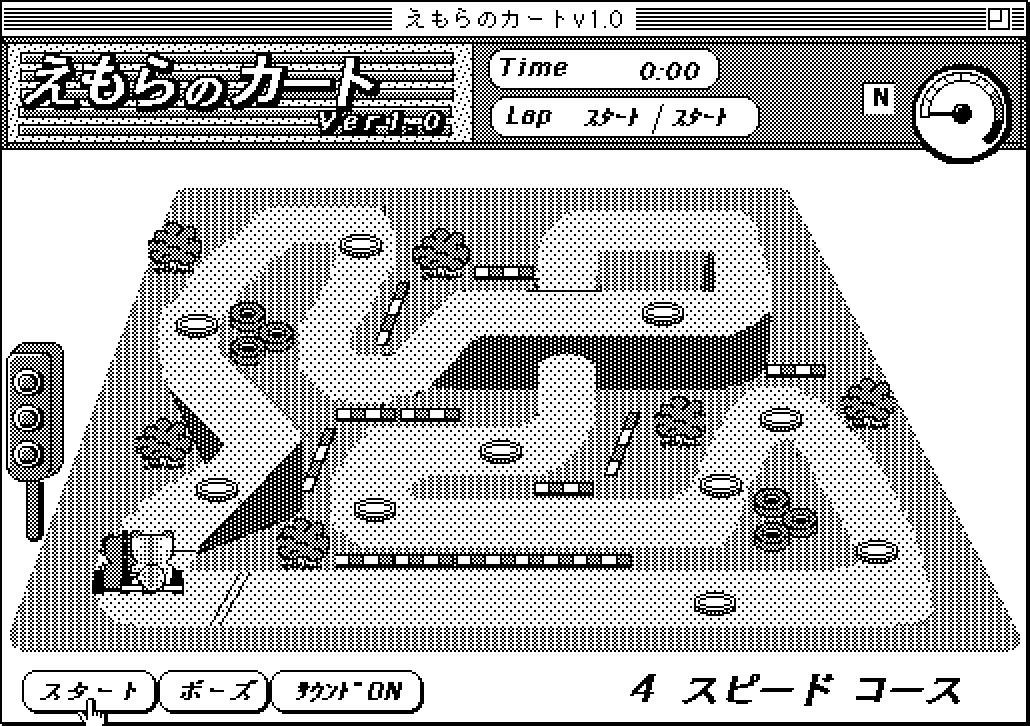 えもらのカートv1.0
えもらのカート
Ver1.0
Time 0:00
Lap スタート / スタート
N
スタート ポーズ ｻｳﾝﾄﾞON
4 スピード コース